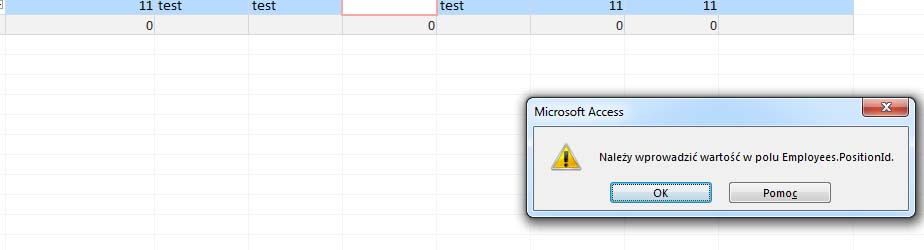 11 test test test 11 11
0 0 0 0
Microsoft Access
Należy wprowadzić wartość w polu Employees.PositionId.
OK Pomoc